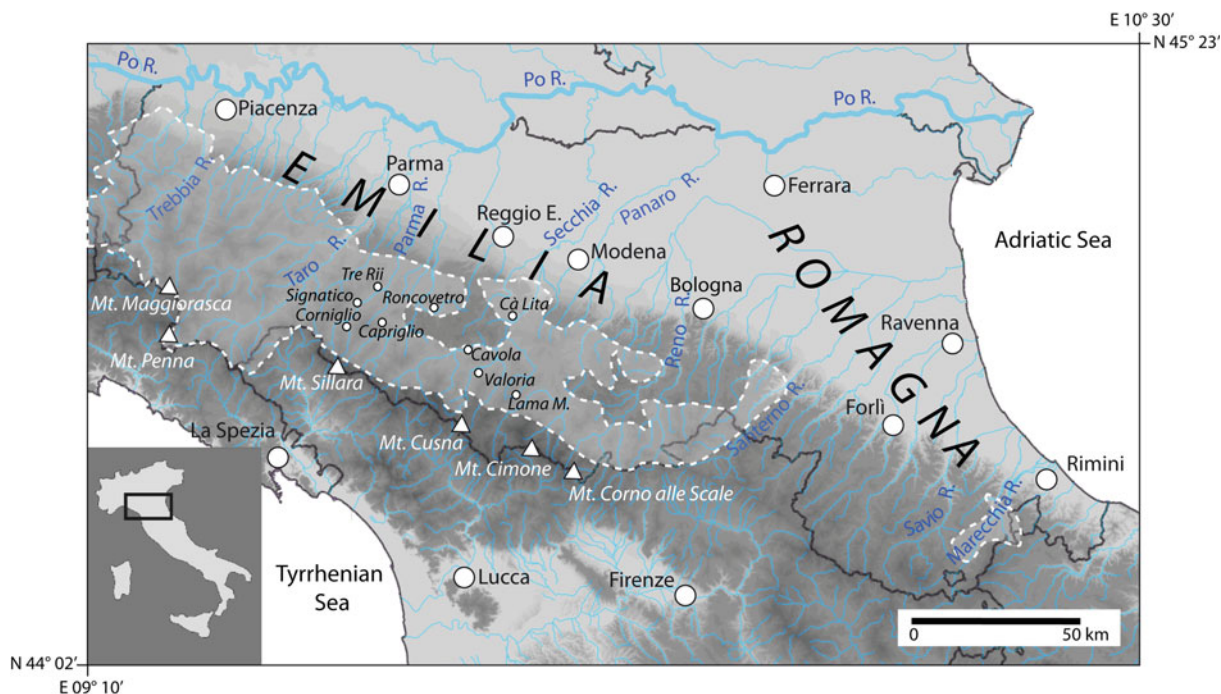 E 10° 30'
N 45° 23'
Po R.
Po R.
Po R.
Piacenza
Parma
Ferrara
EMILIA
ROMAGNA
Trebbia R.
Taro R.
Parma R.
Reggio E.
Secchia R.
Panaro R.
Modena
Adriatic Sea
Bologna
Reno R.
Ravenna
Tre Rii
Signatico
Roncovetro
Cà Lita
Corniglio
Capriglio
Mt. Maggiorasca
Mt. Penna
Cavola
Valoria
Lama M.
Mt. Sillara
Santerno R.
Forlì
La Spezia
Mt. Cusna
Mt. Cimone
Mt. Corno alle Scale
Rimini
Savio R.
Marecchia R.
Tyrrhenian
Sea
Lucca
Firenze
0 50 km
N 44° 02'
E 09° 10'